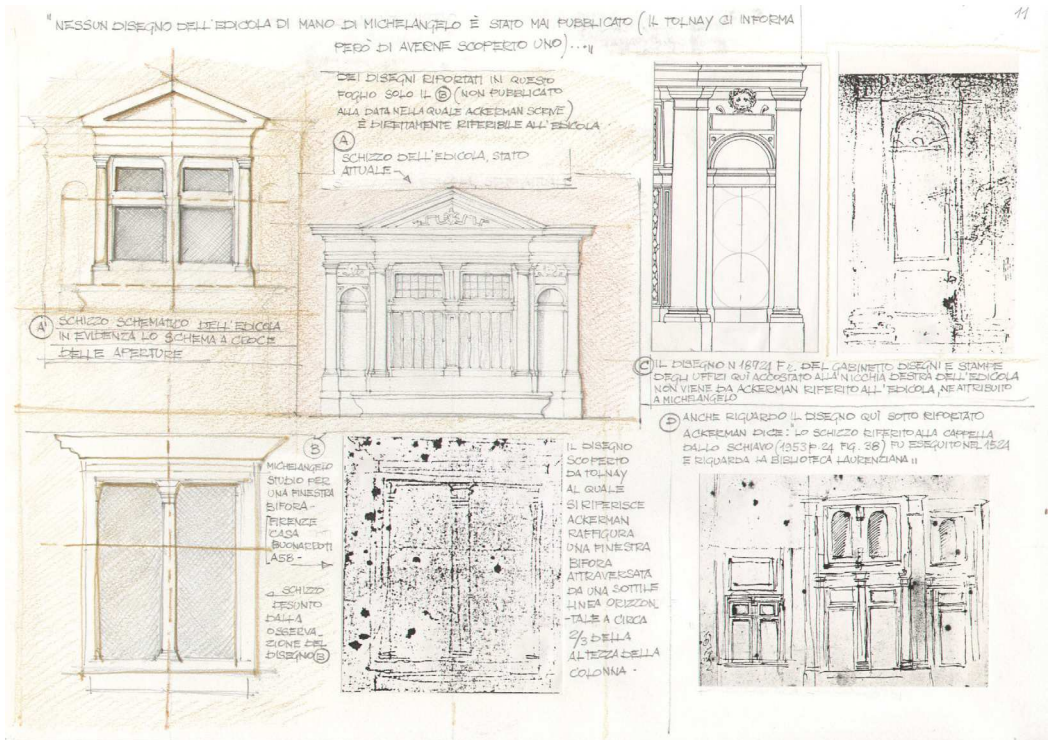 11
"NESSUN DISEGNO DELL'EDICOLA DI MANO DI MICHELANGELO È STATO MAI PUBBLICATO (IL TOLNAY CI INFORMA
PERÒ DI AVERNE SCOPERTO UNO)..."
DEI DISEGNI RIPORTATI IN QUESTO
FOGLIO SOLO IL B (NON PUBBLICATO
ALLA DATA NELLA QUALE ACKERMAN SCRIVE)
È DIRETTAMENTE RIFERIBILE ALL'EDICOLA
A
SCHIZZO DELL'EDICOLA, STATO
ATTUALE
A'
SCHIZZO SCHEMATICO DELL'EDICOLA
IN EVIDENZA LO SCHEMA A CROCE
DELLE APERTURE
C IL DISEGNO N 18721 F DEL GABINETTO DISEGNI E STAMPE
DEGLI UFFIZI QUI ACCOSTATO ALLA NICCHIA DESTRA DELL'EDICOLA
NON VIENE DA ACKERMAN RIFERITO ALL'EDICOLA, NE ATTRIBUITO
A MICHELANGELO
D ANCHE RIGUARDO IL DISEGNO QUI SOTTO RIPORTATO
ACKERMAN DICE: "LO SCHIZZO RIFERITO ALLA CAPPELLA
DALLO SCHIAVO (1953 P. 24 FIG. 38) FU ESEGUITO NEL 1524
E RIGUARDA LA BIBLIOTECA LAURENZIANA"
B
MICHELANGELO
STUDIO PER
UNA FINESTRA
BIFORA -
FIRENZE
CASA
BUONARROTI
A58 -
SCHIZZO
DESUNTO
DALLA
OSSERVA_
ZIONE DEL
DISEGNO B
IL DISEGNO
SCOPERTO
DA TOLNAY
AL QUALE
SI RIFERISCE
ACKERMAN
RAFFIGURA
UNA FINESTRA
BIFORA
ATTRAVERSATA
DA UNA SOTTILE
LINEA ORIZZON
-TALE A CIRCA
2/3 DELLA
ALTEZZA DELLA
COLONNA -